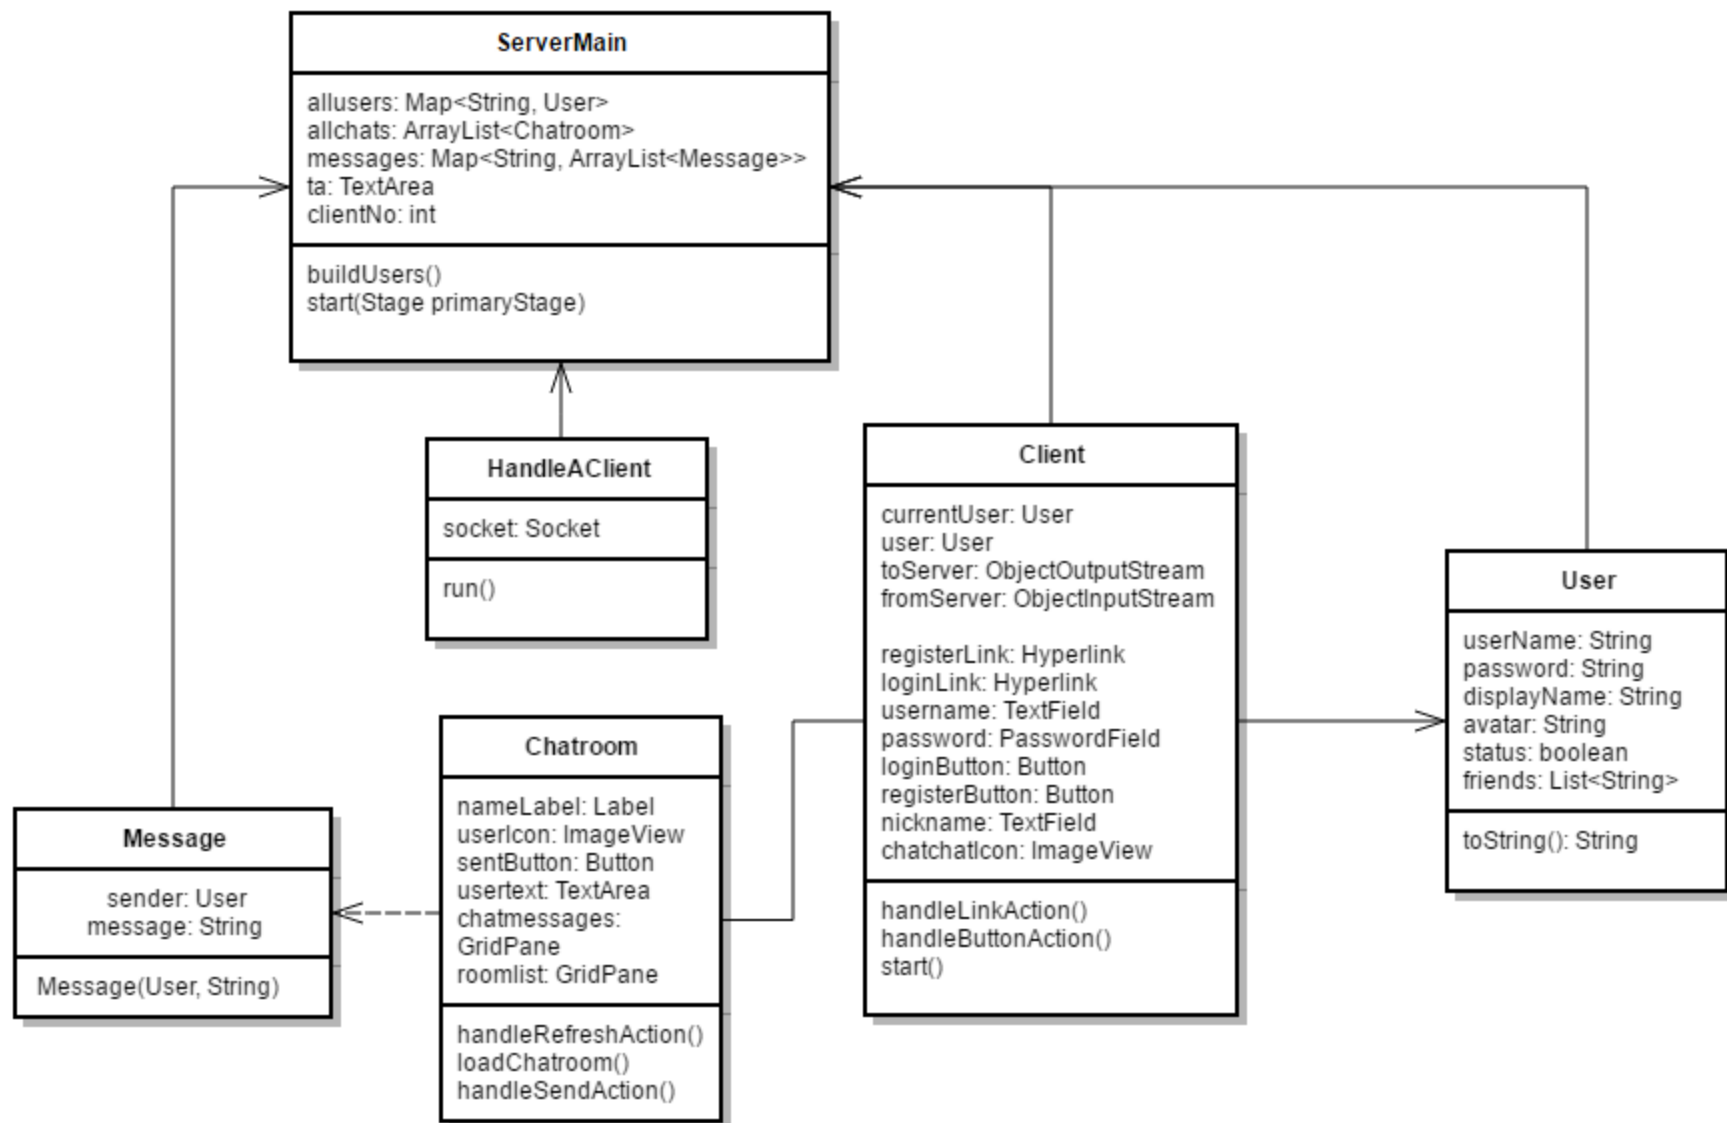 ServerMain
allusers: Map<String, User>
allchats: ArrayList<Chatroom>
messages: Map<String, ArrayList<Message>>
ta: TextArea
clientNo: int
buildUsers()
start(Stage primaryStage)
HandleAClient
socket: Socket
run()
Client
currentUser: User
user: User
toServer: ObjectOutputStream
fromServer: ObjectInputStream
registerLink: Hyperlink
loginLink: Hyperlink
username: TextField
password: PasswordField
loginButton: Button
registerButton: Button
nickname: TextField
chatchatIcon: ImageView
handleLinkAction()
handleButtonAction()
start()
User
userName: String
password: String
displayName: String
avatar: String
status: boolean
friends: List<String>
toString(): String
Chatroom
nameLabel: Label
userIcon: ImageView
sentButton: Button
usertext: TextArea
chatmessages:
GridPane
roomlist: GridPane
handleRefreshAction()
loadChatroom()
handleSendAction()
Message
sender: User
message: String
Message(User, String)